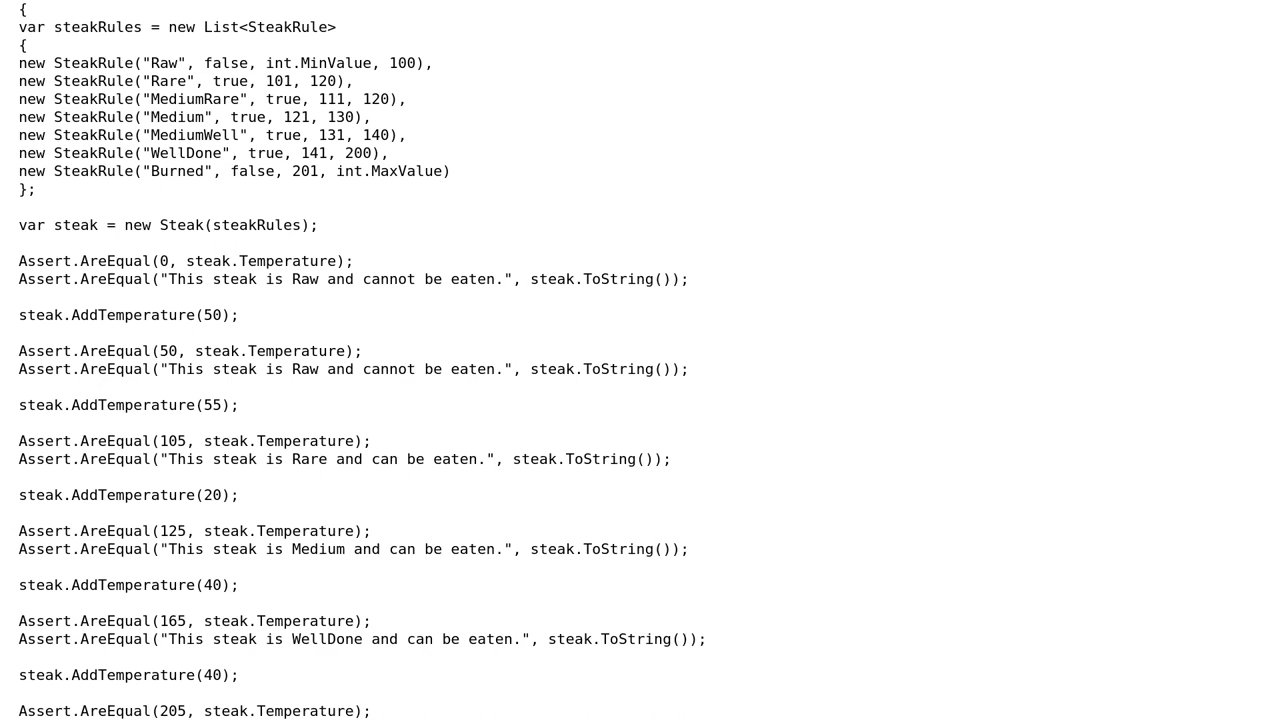 {
var steakRules = new List<SteakRule>
{
new SteakRule("Raw", false, int.MinValue, 100),
new SteakRule("Rare", true, 101, 120),
new SteakRule("MediumRare", true, 111, 120),
new SteakRule("Medium", true, 121, 130),
new SteakRule("MediumWell", true, 131, 140),
new SteakRule("WellDone", true, 141, 200),
new SteakRule("Burned", false, 201, int.MaxValue)
};
var steak = new Steak(steakRules);
Assert.AreEqual(0, steak.Temperature);
Assert.AreEqual("This steak is Raw and cannot be eaten.", steak.ToString());
steak.AddTemperature(50);
Assert.AreEqual(50, steak.Temperature);
Assert.AreEqual("This steak is Raw and cannot be eaten.", steak.ToString());
steak.AddTemperature(55);
Assert.AreEqual(105, steak.Temperature);
Assert.AreEqual("This steak is Rare and can be eaten.", steak.ToString());
steak.AddTemperature(20);
Assert.AreEqual(125, steak.Temperature);
Assert.AreEqual("This steak is Medium and can be eaten.", steak.ToString());
steak.AddTemperature(40);
Assert.AreEqual(165, steak.Temperature);
Assert.AreEqual("This steak is WellDone and can be eaten.", steak.ToString());
steak.AddTemperature(40);
Assert.AreEqual(205, steak.Temperature);